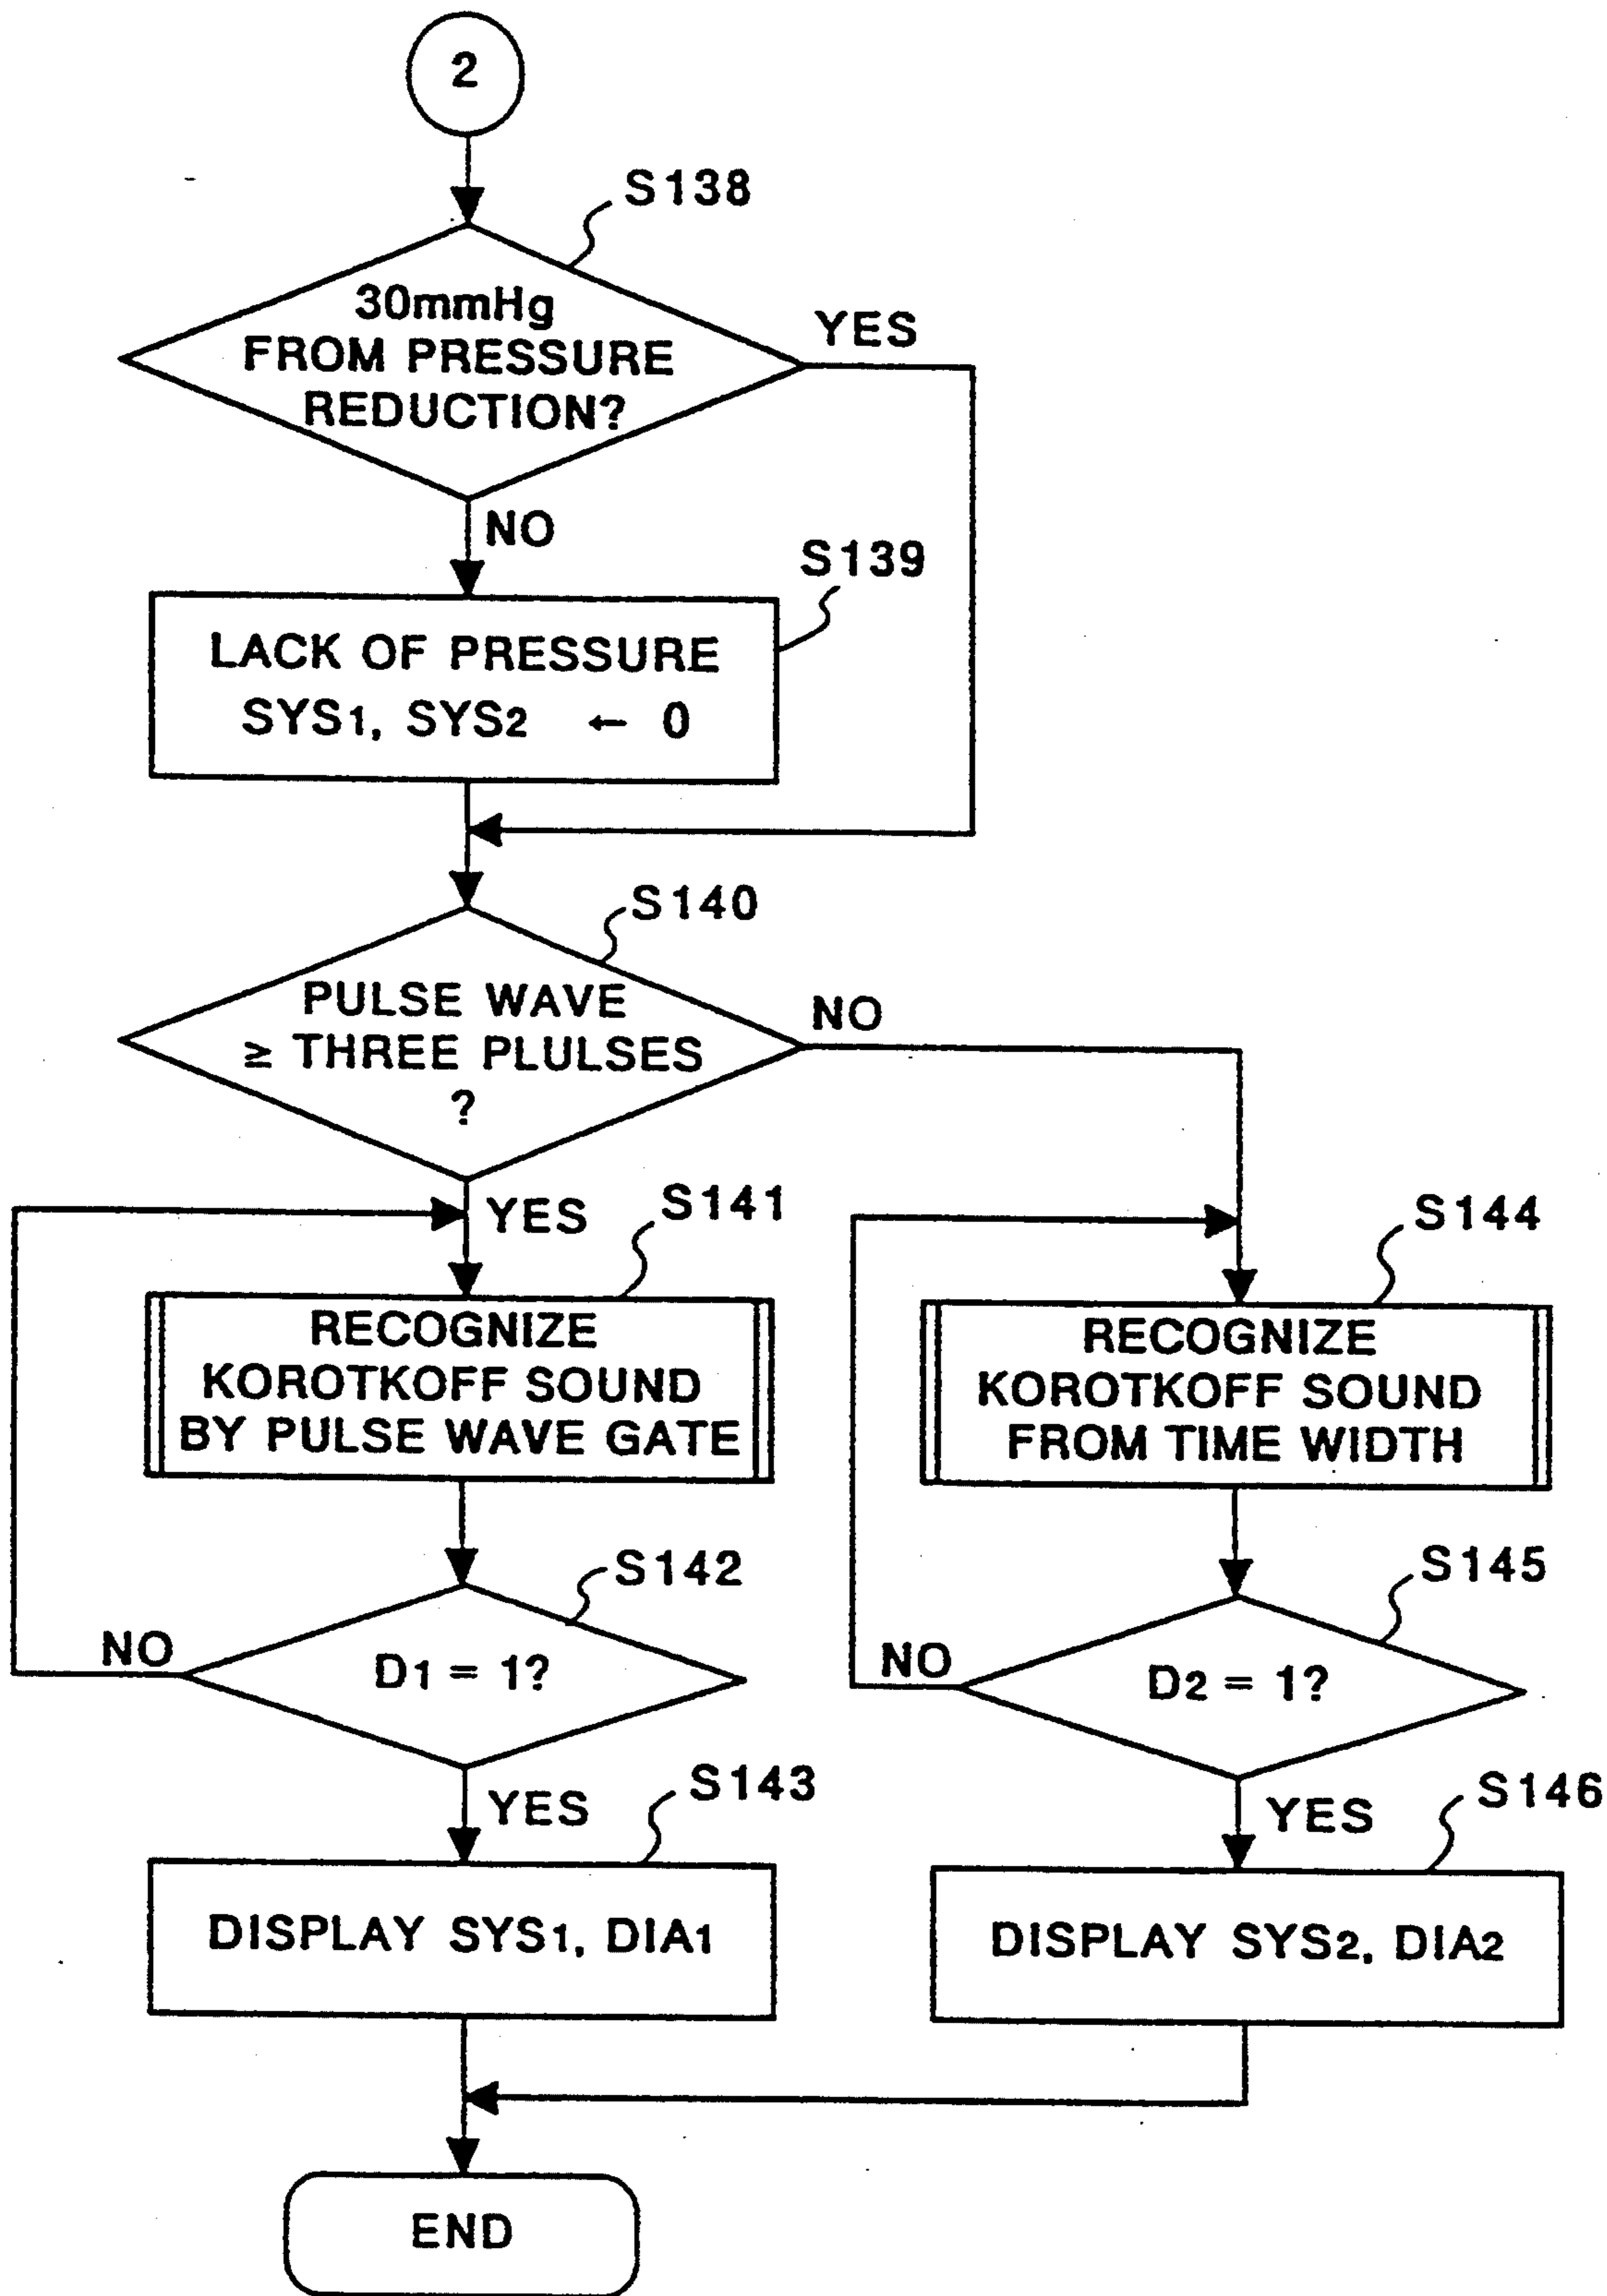 2
S138
30mmHg
FROM PRESSURE
REDUCTION?
YES
NO
S139
LACK OF PRESSURE
SYS1, SYS2 ← 0
S140
PULSE WAVE
≥ THREE PLULSES
?
NO
YES
S141
RECOGNIZE
KOROTKOFF SOUND
BY PULSE WAVE GATE
S142
D1 = 1?
NO
YES
S143
DISPLAY SYS1, DIA1
S144
RECOGNIZE
KOROTKOFF SOUND
FROM TIME WIDTH
S145
D2 = 1?
NO
YES
S146
DISPLAY SYS2, DIA2
END